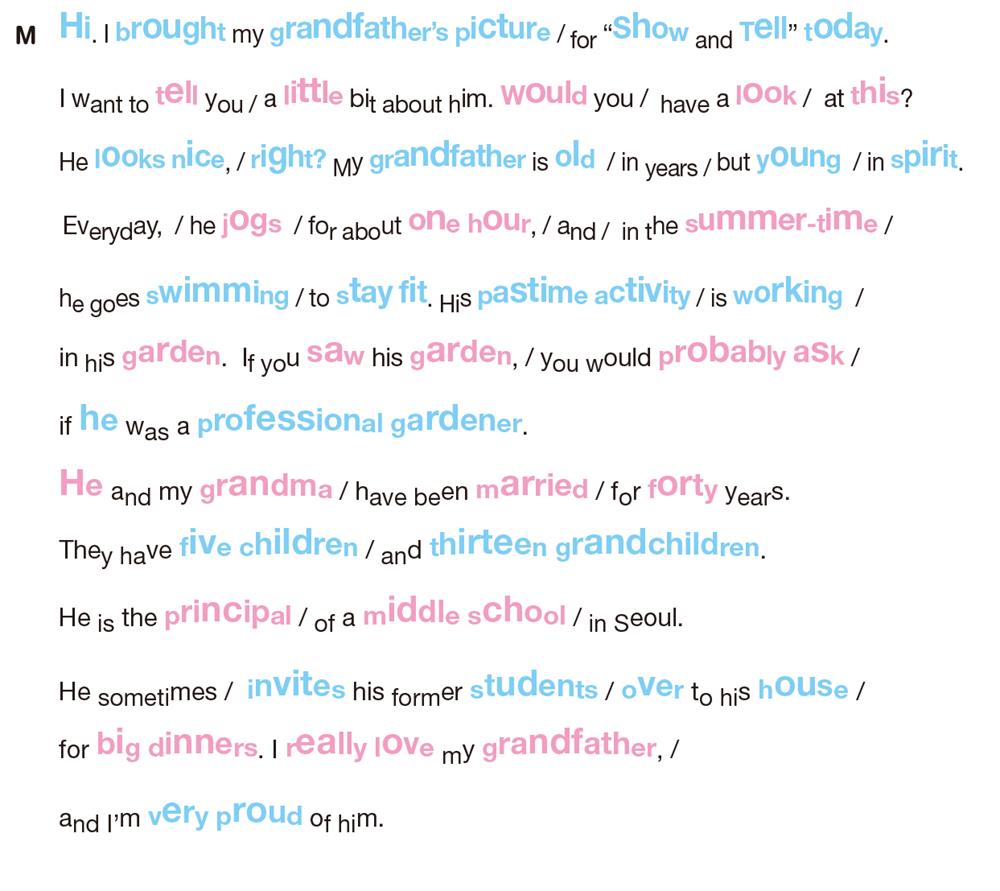 M Hi. I brought my grandfather's picture / for “Show and Tell” today.
I want to tell you / a little bit about him. Would you / have a look / at this?
He looks nice, / right? My grandfather is old / in years / but young / in spirit.
Everyday, / he jogs / for about one hour, / and / in the summer-time /
he goes swimming / to stay fit. His pastime activity / is working /
in his garden. If you saw his garden, / you would probably ask /
if he was a professional gardener.
He and my grandma / have been married / for forty years.
They have five children / and thirteen grandchildren.
He is the principal / of a middle school / in Seoul.
He sometimes / invites his former students / over to his house /
for big dinners. I really love my grandfather, /
and I'm very proud of him.